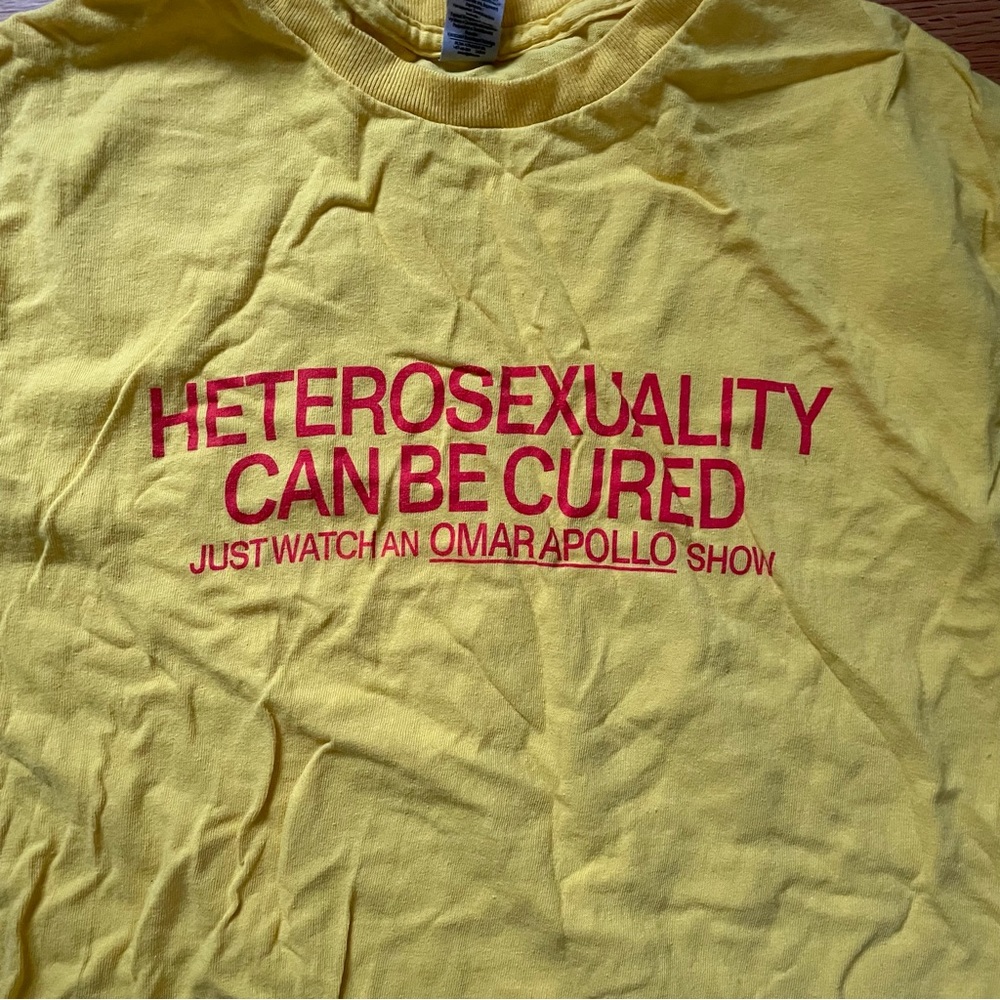 HETEROSEXUALITY
CAN BE CURED
JUST WATCH AN OMAR APOLLO SHOW